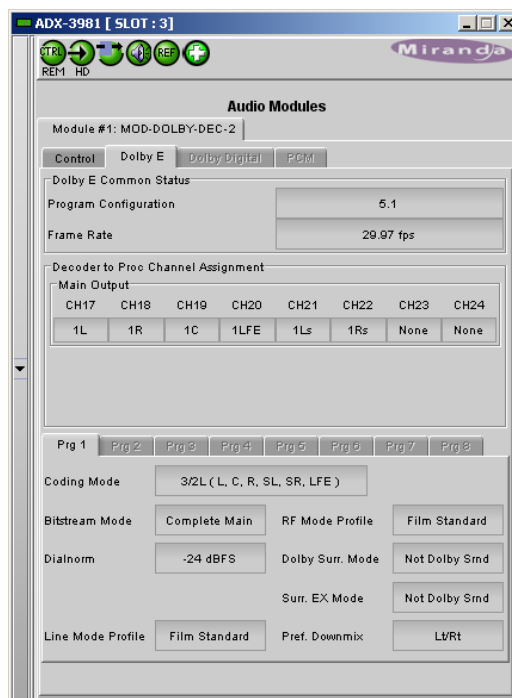 ADX-3981 [ SLOT : 3]
CTRL REF
REM HD
Miranda
Audio Modules
Module #1: MOD-DOLBY-DEC-2
Control Dolby E Dolby Digital PCM
Dolby E Common Status
Program Configuration 5.1
Frame Rate 29.97 fps
Decoder to Proc Channel Assignment
Main Output
CH17 CH18 CH19 CH20 CH21 CH22 CH23 CH24
1L 1R 1C 1LFE 1Ls 1Rs None None
Prg 1 Prg 2 Prg 3 Prg 4 Prg 5 Prg 6 Prg 7 Prg 8
Coding Mode 3/2L ( L, C, R, SL, SR, LFE )
Bitstream Mode Complete Main RF Mode Profile Film Standard
Dialnorm -24 dBFS Dolby Surr. Mode Not Dolby Srnd
Surr. EX Mode Not Dolby Srnd
Line Mode Profile Film Standard Pref. Downmix Lt/Rt